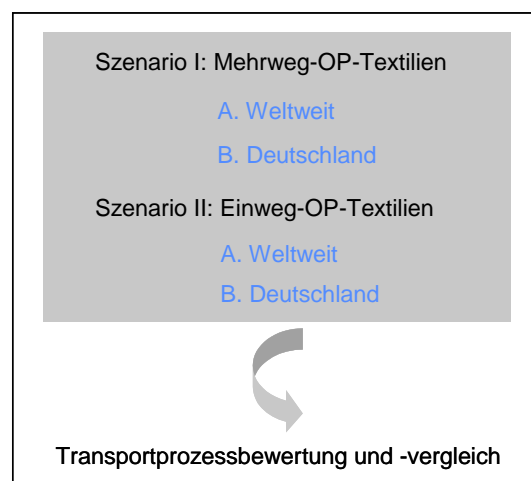 Szenario I: Mehrweg-OP-Textilien
A. Weltweit
B. Deutschland
Szenario II: Einweg-OP-Textilien
A. Weltweit
B. Deutschland
Transportprozessbewertung und -vergleich